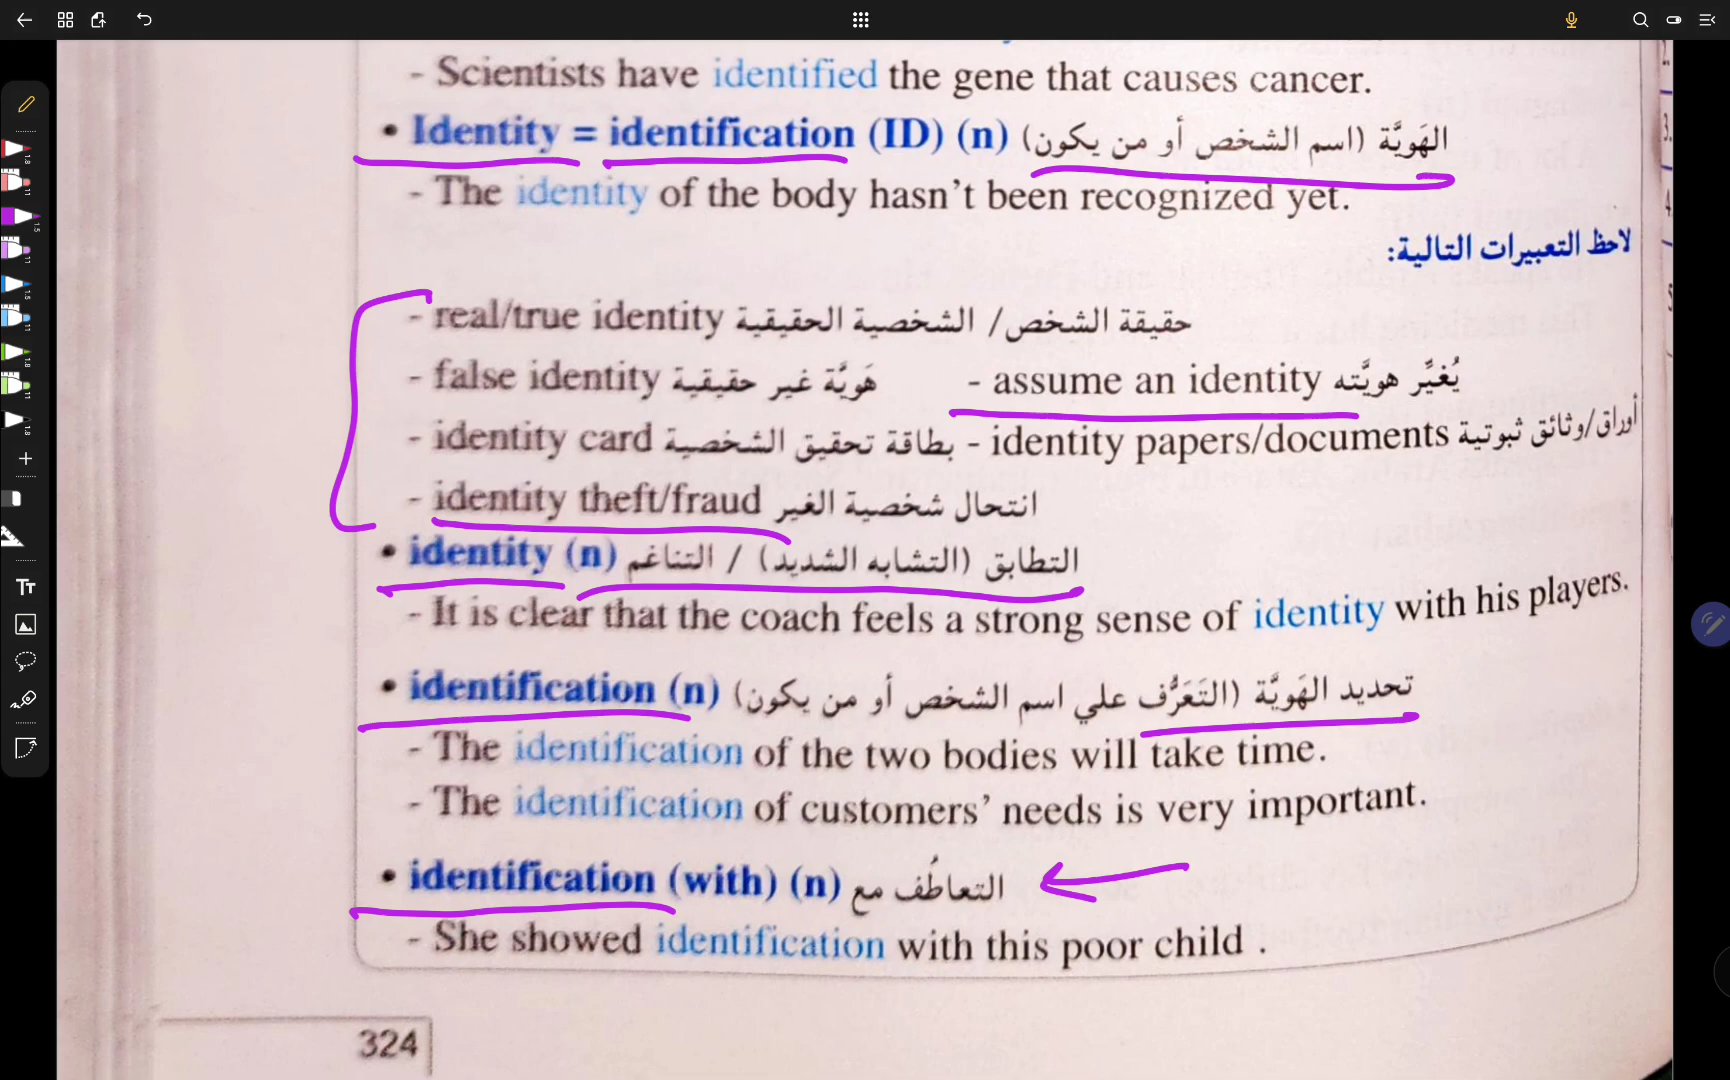 - Scientists have identified the gene that causes cancer.
• Identity = identification (ID) (n) الهَويَّة (اسم الشخص أو من يكون)
- The identity of the body hasn't been recognized yet.
لاحظ التعبيرات التالية:
- real/true identity حقيقة الشخص/ الشخصية الحقيقية
- false identity هَويَّة غير حقيقية - assume an identity يُغيِّر هويَّته
- identity card بطاقة تحقيق الشخصية - identity papers/documents أوراق/وثائق ثبوتية
- identity theft/fraud انتحال شخصية الغير
• identity (n) التطابق (التشابه الشديد) / التناغم
- It is clear that the coach feels a strong sense of identity with his players.
• identification (n) تحديد الهَويَّة (التَعَرُّف علي اسم الشخص أو من يكون)
- The identification of the two bodies will take time.
- The identification of customers' needs is very important.
• identification (with) (n) التعاطُف مع
- She showed identification with this poor child .
324